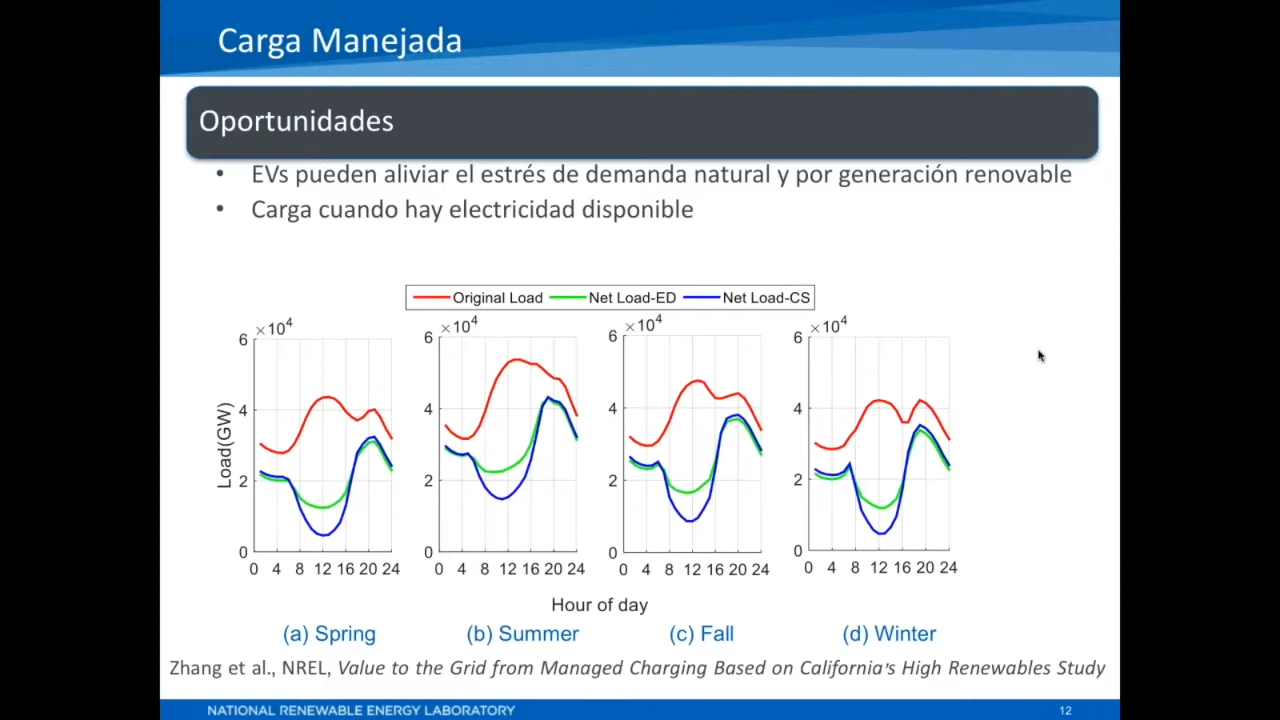 Carga Manejada
Oportunidades
• EVs pueden aliviar el estrés de demanda natural y por generación renovable
• Carga cuando hay electricidad disponible
Original Load Net Load-ED Net Load-CS
×10⁴ ×10⁴ ×10⁴ ×10⁴
6 6 6 6
4 4 4 4
Load(GW)
2 2 2 2
0 0 0 0
0 4 8 12 16 20 24 0 4 8 12 16 20 24 0 4 8 12 16 20 24 0 4 8 12 16 20 24
Hour of day
(a) Spring (b) Summer (c) Fall (d) Winter
Zhang et al., NREL, Value to the Grid from Managed Charging Based on California's High Renewables Study
NATIONAL RENEWABLE ENERGY LABORATORY 12